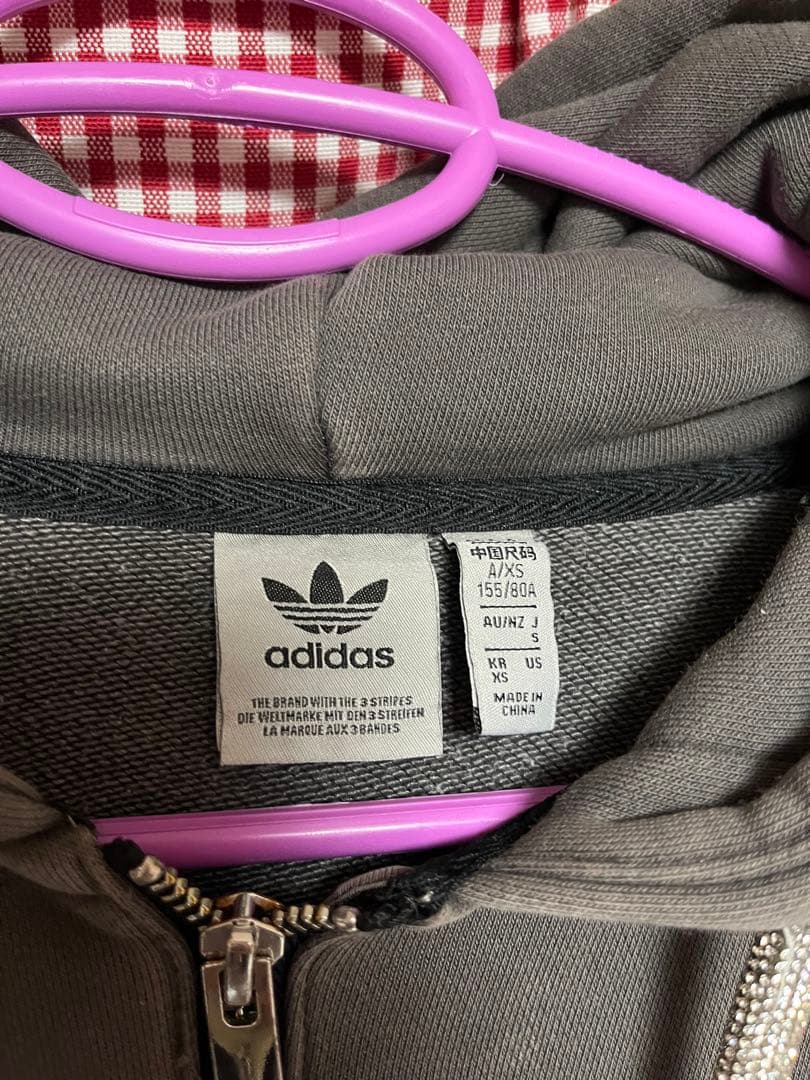 adidas
THE BRAND WITH THE 3 STRIPES
DIE WELTMARKE MIT DEN 3 STREIFEN
LA MARQUE AUX 3 BANDES
中国尺码
A/XS
155/80A
AU/NZ J
S
KR US
XS
MADE IN
CHINA